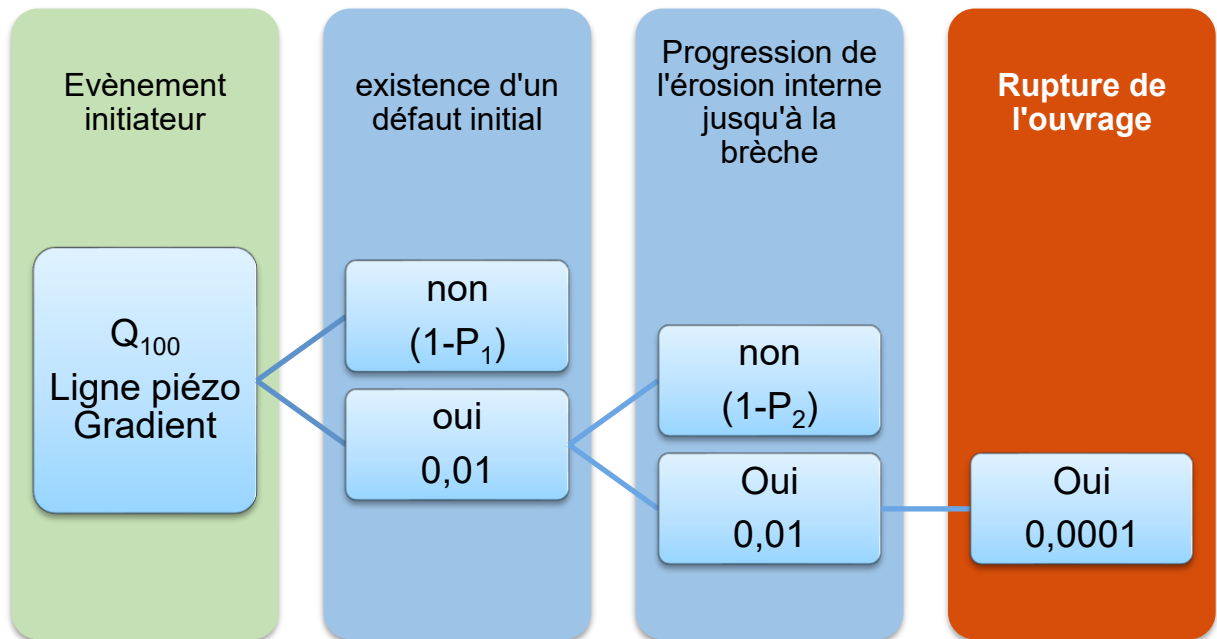 Evènement
initiateur
Q₁₀₀
Ligne piézo
Gradient
existence d'un
défaut initial
non
(1-P₁)
oui
0,01
Progression de
l'érosion interne
jusqu'à la
brèche
non
(1-P₂)
Oui
0,01
Rupture de
l'ouvrage
Oui
0,0001